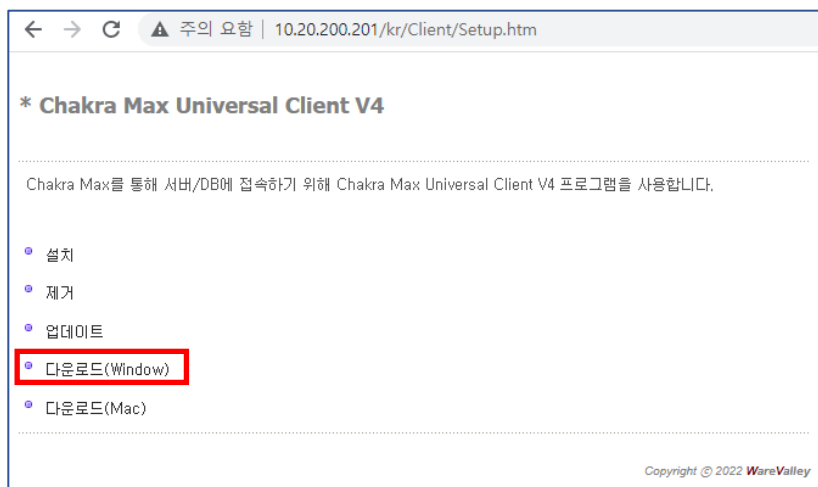 주의 요함 | 10.20.200.201/kr/Client/Setup.htm
* Chakra Max Universal Client V4
Chakra Max를 통해 서버/DB에 접속하기 위해 Chakra Max Universal Client V4 프로그램을 사용합니다.
설치
제거
업데이트
다운로드(Window)
다운로드(Mac)
Copyright © 2022 WareValley